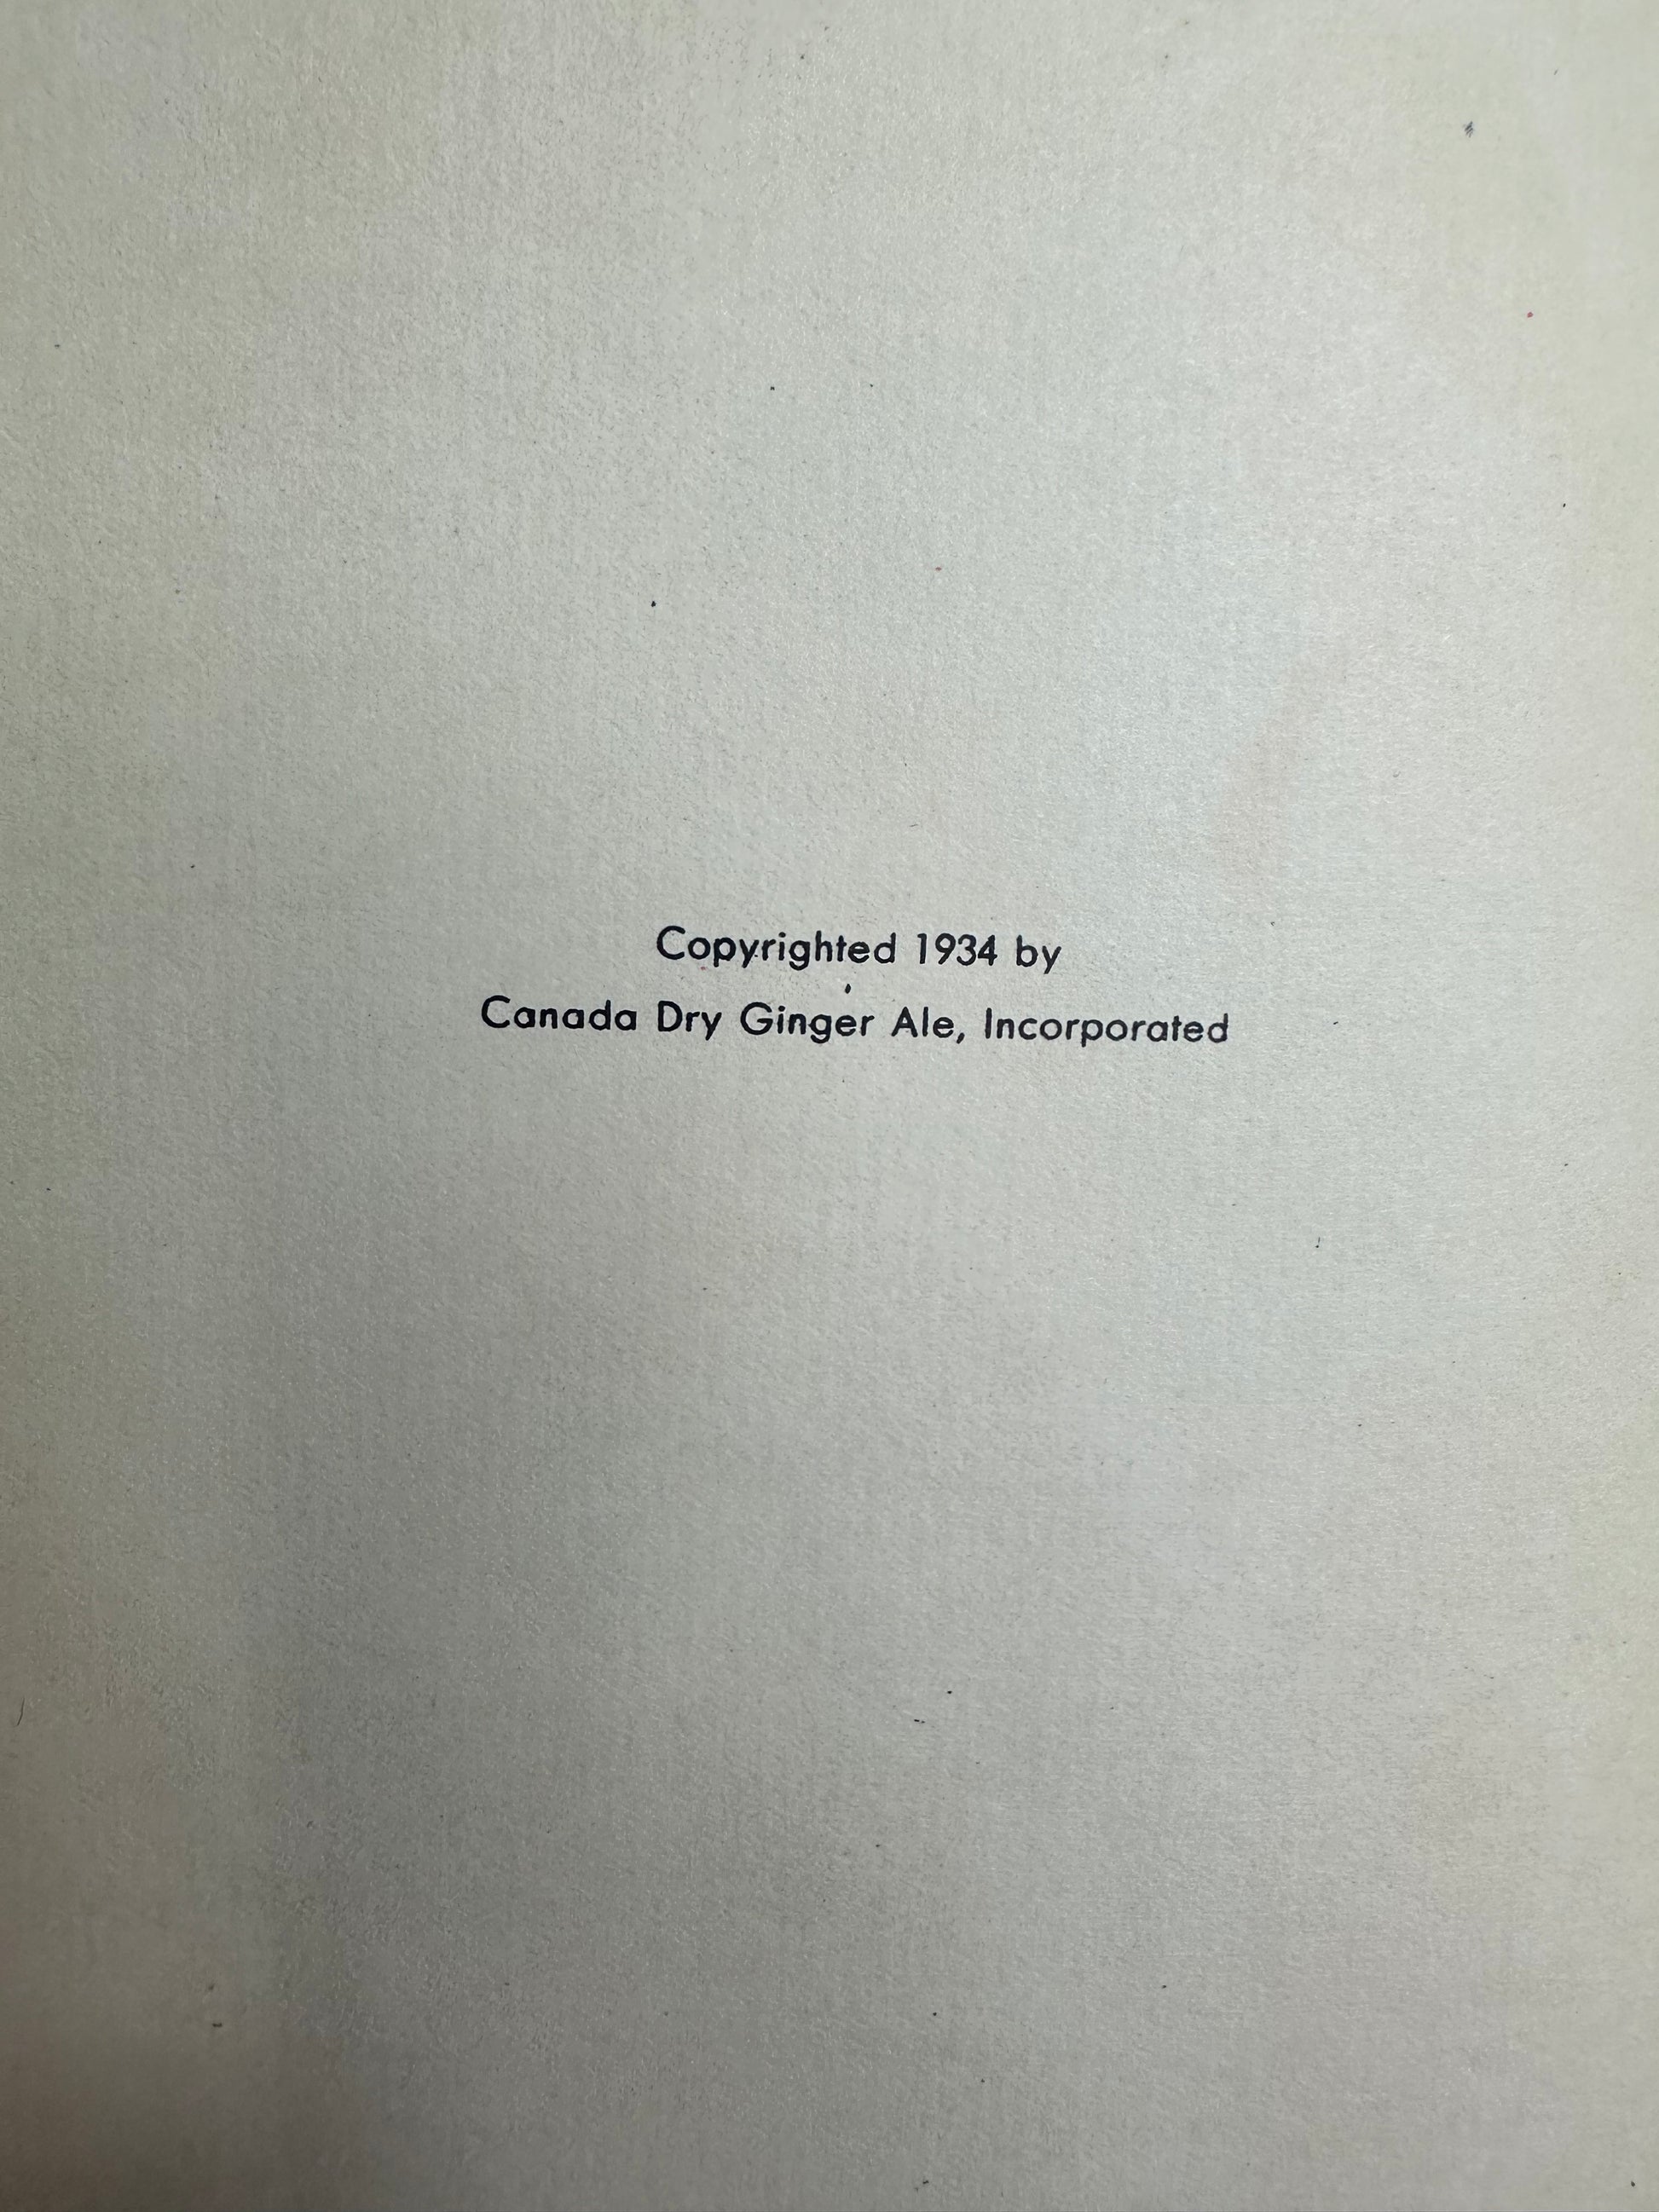 Copyrighted 1934 by
Canada Dry Ginger Ale, Incorporated